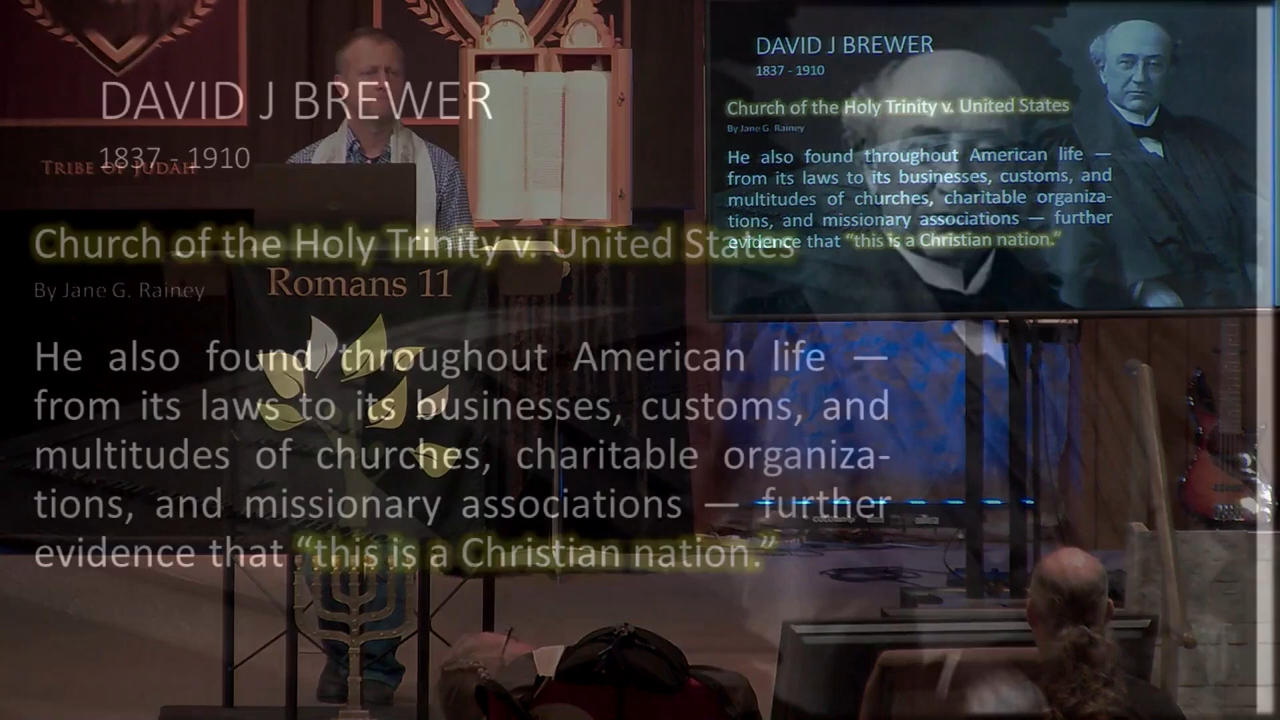 DAVID J BREWER
1837 - 1910
TRIBE OF JUDAH
Church of the Holy Trinity v. United States
By Jane G. Rainey
Romans 11
He also found throughout American life —
from its laws to its businesses, customs, and
multitudes of churches, charitable organiza-
tions, and missionary associations — further
evidence that “this is a Christian nation.”
DAVID J BREWER
1837 - 1910
Church of the Holy Trinity v. United States
By Jane G. Rainey
He also found throughout American life —
from its laws to its businesses, customs, and
multitudes of churches, charitable organiza-
tions, and missionary associations — further
evidence that “this is a Christian nation.”